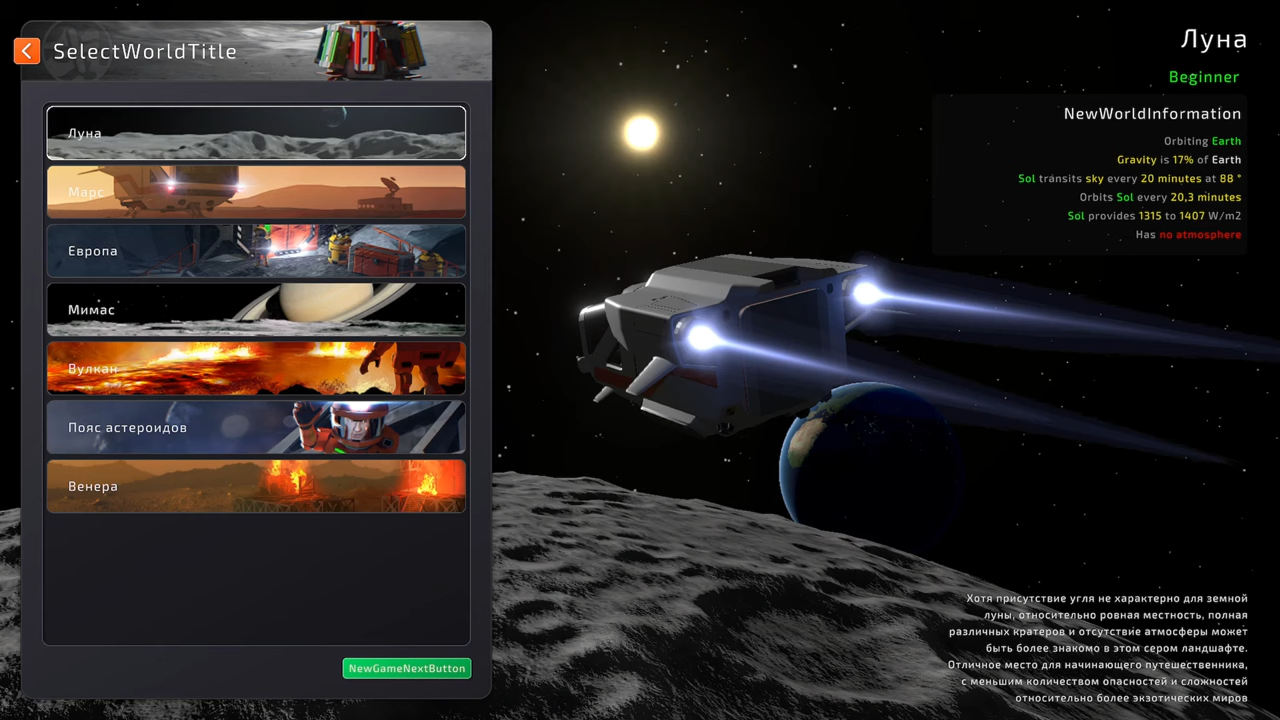 SelectWorldTitle
Луна
Марс
Европа
Мимас
Вулкан
Пояс астероидов
Венера
NewGameNextButton
Луна
Beginner
NewWorldInformation
Orbiting Earth
Gravity is 17% of Earth
Sol transits sky every 20 minutes at 88 °
Orbits Sol every 20,3 minutes
Sol provides 1315 to 1407 W/m2
Has no atmosphere
Хотя присутствие угля не характерно для земной
луны, относительно ровная местность, полная
различных кратеров и отсутствие атмосферы может
быть более знакомо в этом сером ландшафте.
Отличное место для начинающего путешественника,
с меньшим количеством опасностей и сложностей
относительно более экзотических миров